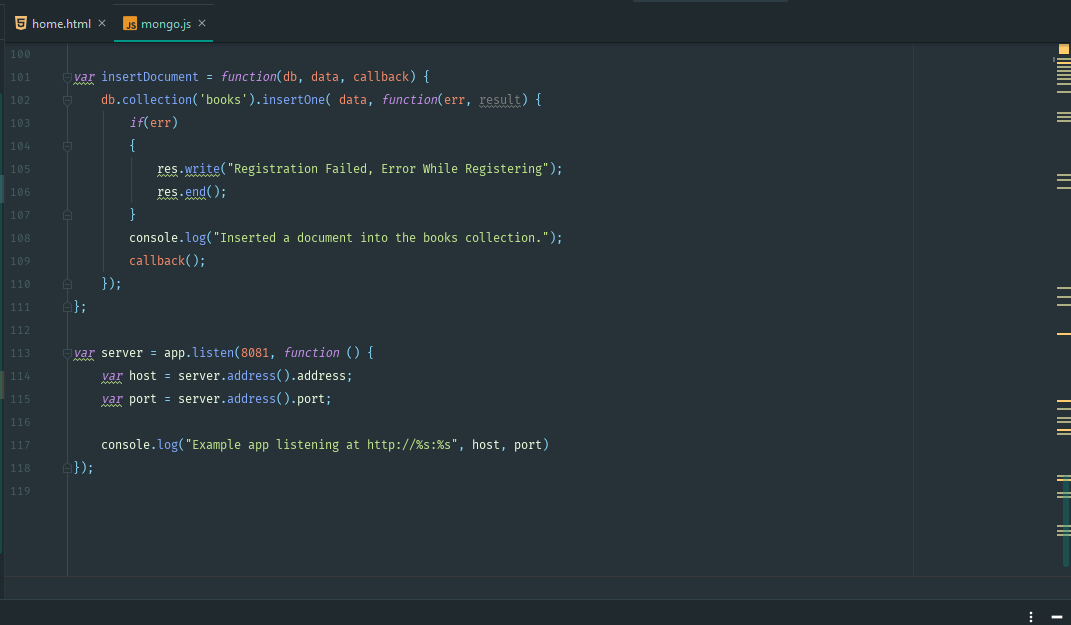 home.html
JS mongo.js
100
101 var insertDocument = function(db, data, callback) {
102 db.collection('books').insertOne( data, function(err, result) {
103 if(err)
104 {
105 res.write("Registration Failed, Error While Registering");
106 res.end();
107 }
108 console.log("Inserted a document into the books collection.");
109 callback();
110 });
111 };
112
113 var server = app.listen(8081, function () {
114 var host = server.address().address;
115 var port = server.address().port;
116
117 console.log("Example app listening at http://%s:%s", host, port)
118 });
119